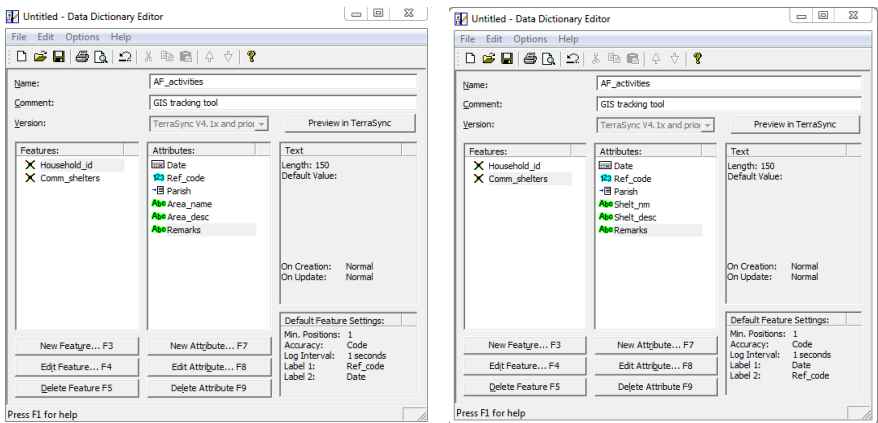 Untitled - Data Dictionary Editor
File Edit Options Help
Name: AF_activities
Comment: GIS tracking tool
Version: TerraSync V4.1x and prior Preview in TerraSync
Features: Attributes: Text
Household_id Date Length: 150
Comm_shelters 123 Ref_code Default Value:
Parish
Abc Area_name
Abc Area_desc
Abc Remarks
On Creation: Normal
On Update: Normal
Default Feature Settings:
Min. Positions: 1
New Feature... F3 New Attribute... F7 Accuracy: Code
Log Interval: 1 seconds
Edit Feature... F4 Edit Attribute... F8 Label 1: Ref_code
Label 2: Date
Delete Feature F5 Delete Attribute F9
Press F1 for help
Untitled - Data Dictionary Editor
File Edit Options Help
Name: AF_activities
Comment: GIS tracking tool
Version: TerraSync V4.1x and prior Preview in TerraSync
Features: Attributes: Text
Household_id Date Length: 150
Comm_shelters 123 Ref_code Default Value:
Parish
Abc Shelt_nm
Abc Shelt_desc
Abc Remarks
On Creation: Normal
On Update: Normal
Default Feature Settings:
Min. Positions: 1
New Feature... F3 New Attribute... F7 Accuracy: Code
Log Interval: 1 seconds
Edit Feature... F4 Edit Attribute... F8 Label 1: Date
Label 2: Ref_code
Delete Feature F5 Delete Attribute F9
Press F1 for help